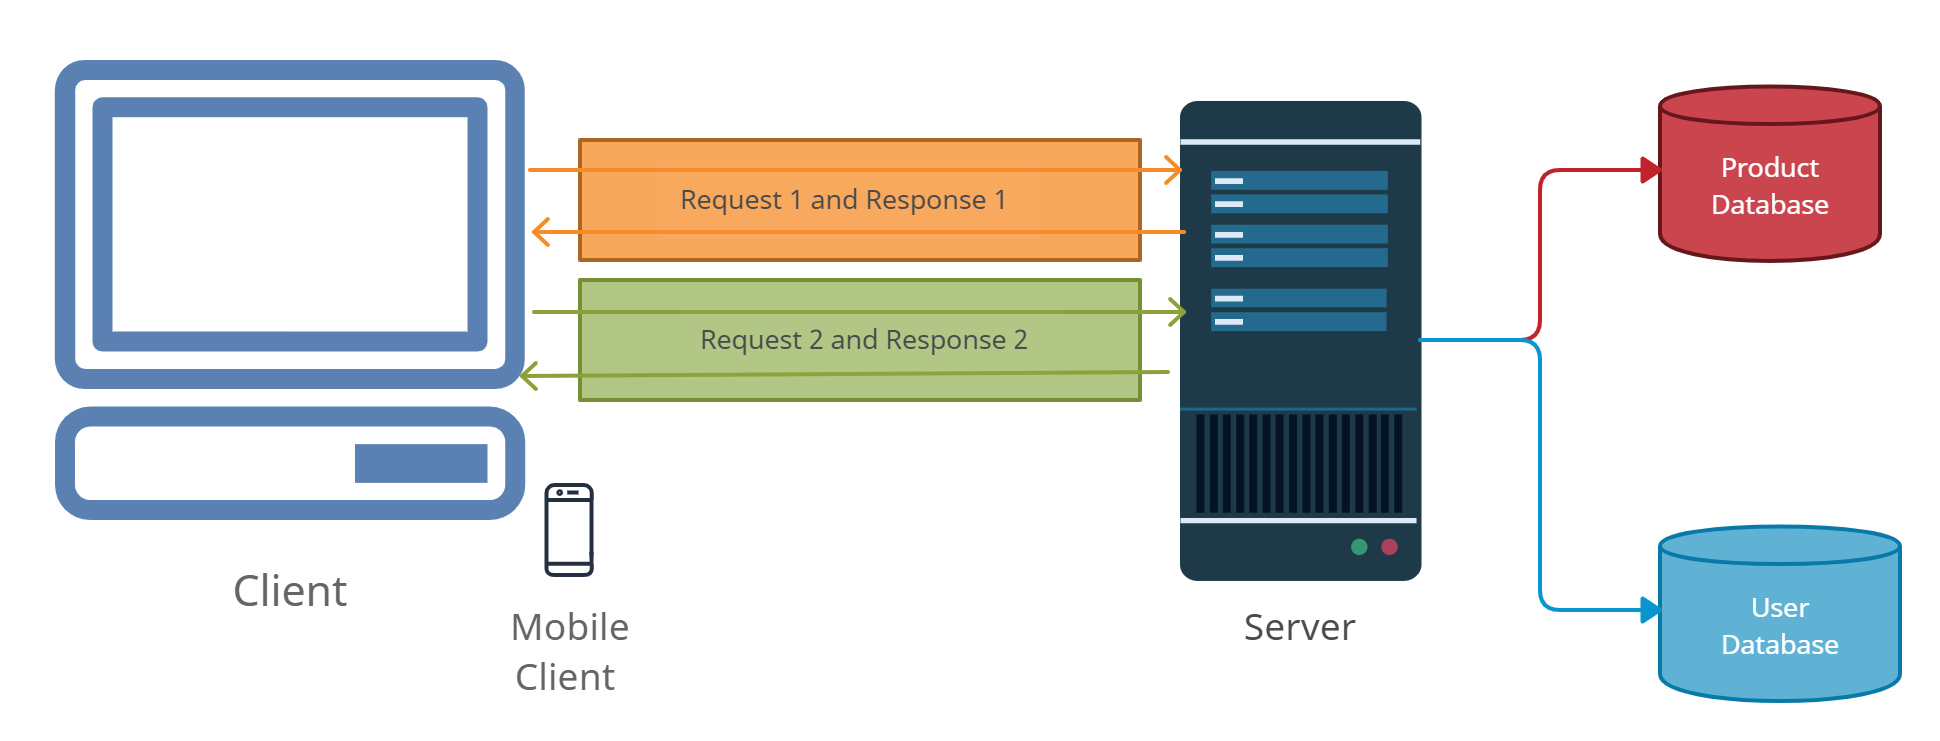 Request 1 and Response 1
Request 2 and Response 2
Client
Mobile
Client
Server
Product
Database
User
Database